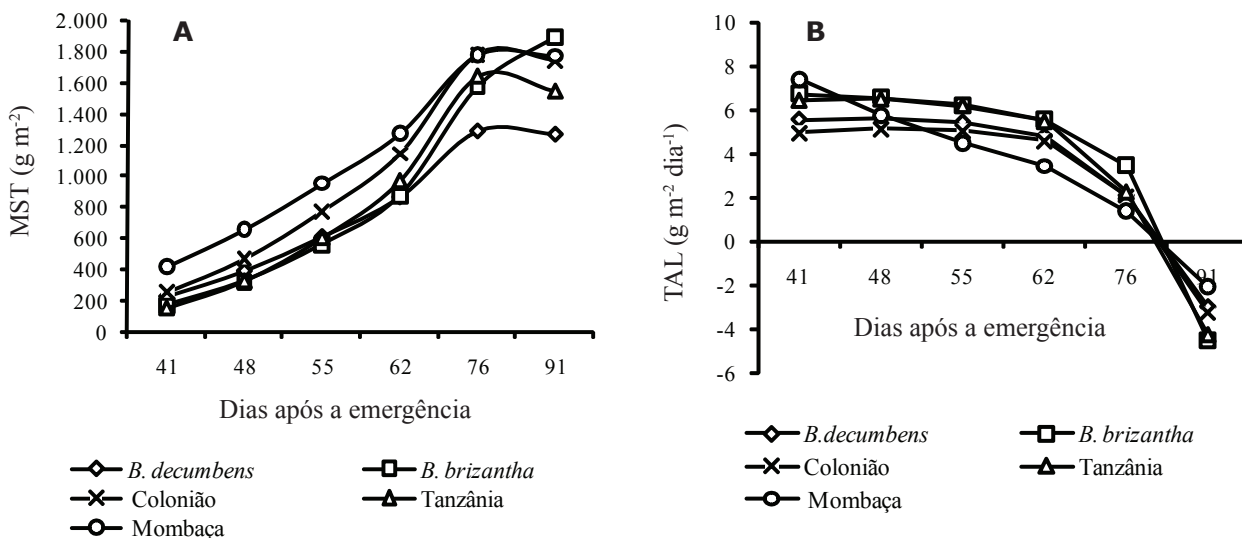 A
MST (g m⁻²)
2.000
1.800
1.600
1.400
1.200
1.000
800
600
400
200
0
41 48 55 62 76 91
Dias após a emergência
B. decumbens
B. brizantha
Colonião
Tanzânia
Mombaça
B
TAL (g m⁻² dia⁻¹)
10
8
6
4
2
0
-2
-4
-6
41 48 55 62 76 91
Dias após a emergência
B.decumbens
B. brizantha
Colonião
Tanzânia
Mombaça